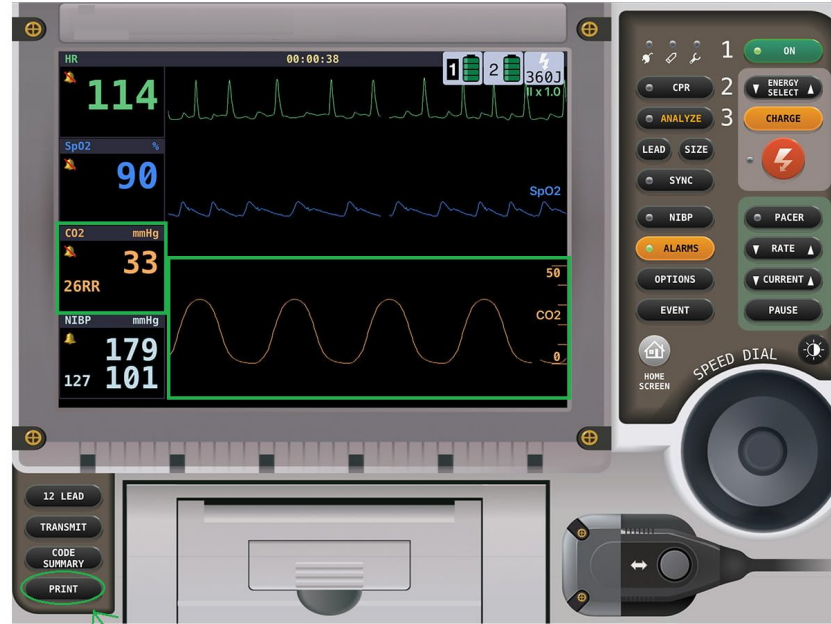 HR
00:00:38
1
2
360J
II x 1.0
114
SpO2
%
90
SpO2
CO2
mmHg
33
26RR
50
CO2
0
NIBP
mmHg
179
127
101
1
ON
CPR
2
ENERGY
SELECT
ANALYZE
3
CHARGE
LEAD
SIZE
SYNC
NIBP
PACER
ALARMS
RATE
OPTIONS
CURRENT
EVENT
PAUSE
HOME
SCREEN
SPEED DIAL
12 LEAD
TRANSMIT
CODE
SUMMARY
PRINT